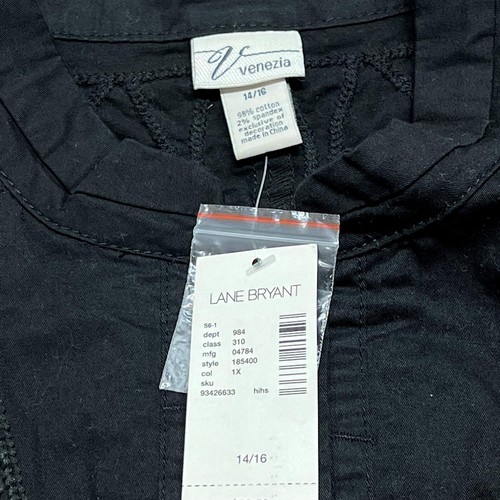 V venezia
14/16
98% cotton
2% spandex
exclusive of
decoration
made in China
LANE BRYANT
S6-1
dept 984
class 310
mfg 04784
style 185400
col 1X
sku
93426633 hihs
14/16